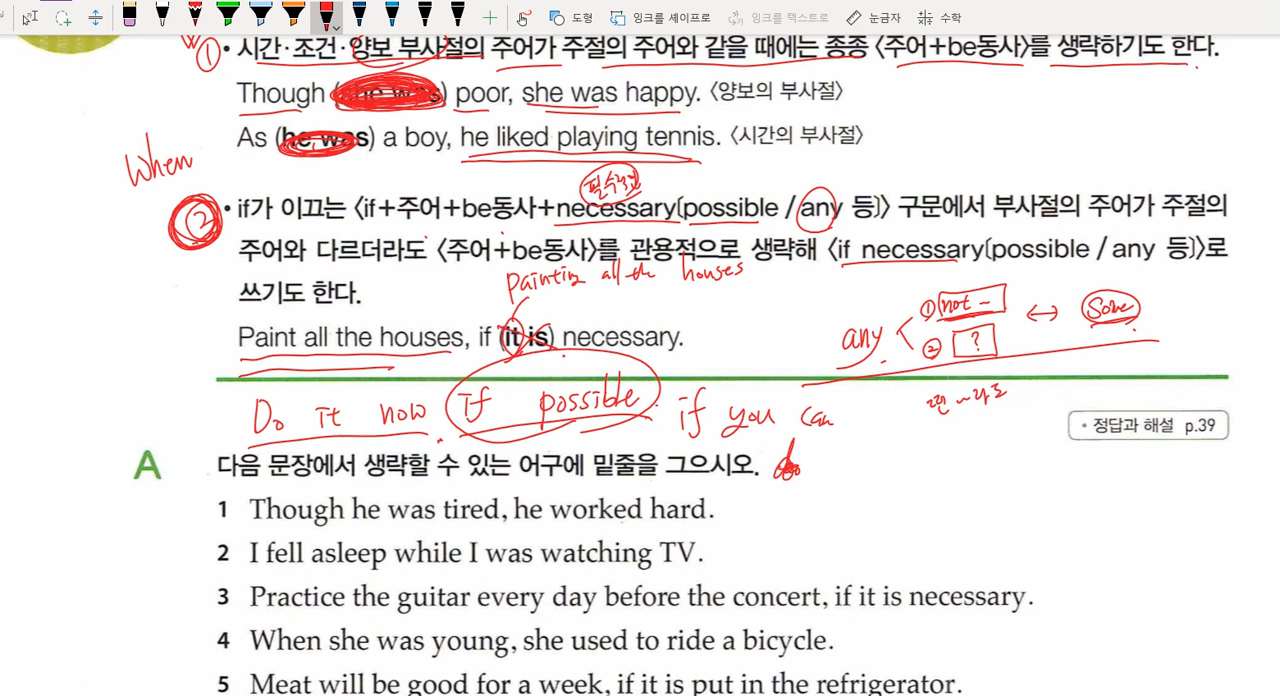 도형 잉크를 셰이프로 잉크를 텍스트로 눈금자 수학
① • 시간·조건·양보 부사절의 주어가 주절의 주어와 같을 때에는 종종 〈주어+be동사〉를 생략하기도 한다.
Though (she was) poor, she was happy. 〈양보의 부사절〉
As (he was) a boy, he liked playing tennis. 〈시간의 부사절〉
When
② • if가 이끄는 〈if+주어+be동사+necessary(possible / any 등)〉 구문에서 부사절의 주어가 주절의
주어와 다르더라도 〈주어+be동사〉를 관용적으로 생략해 〈if necessary(possible / any 등)〉로
painting all the houses
쓰기도 한다.
Paint all the houses, if (it is) necessary.
any ① not - ↔ Some
② ?
Do it now if possible. if you can
• 정답과 해설 p.39
A 다음 문장에서 생략할 수 있는 어구에 밑줄을 그으시오.
1 Though he was tired, he worked hard.
2 I fell asleep while I was watching TV.
3 Practice the guitar every day before the concert, if it is necessary.
4 When she was young, she used to ride a bicycle.
5 Meat will be good for a week, if it is put in the refrigerator.